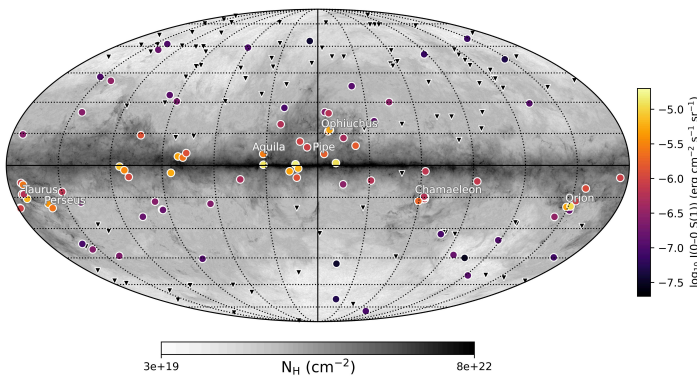 Ophiuchus
Aquila
Pipe
Taurus
Perseus
Chamaeleon
Orion
−5.0
−5.5
−6.0
−6.5
−7.0
−7.5
log₁₀ I(0-0 S(1)) (erg cm⁻² s⁻¹ sr⁻¹)
3e+19
8e+22
N_H (cm⁻²)